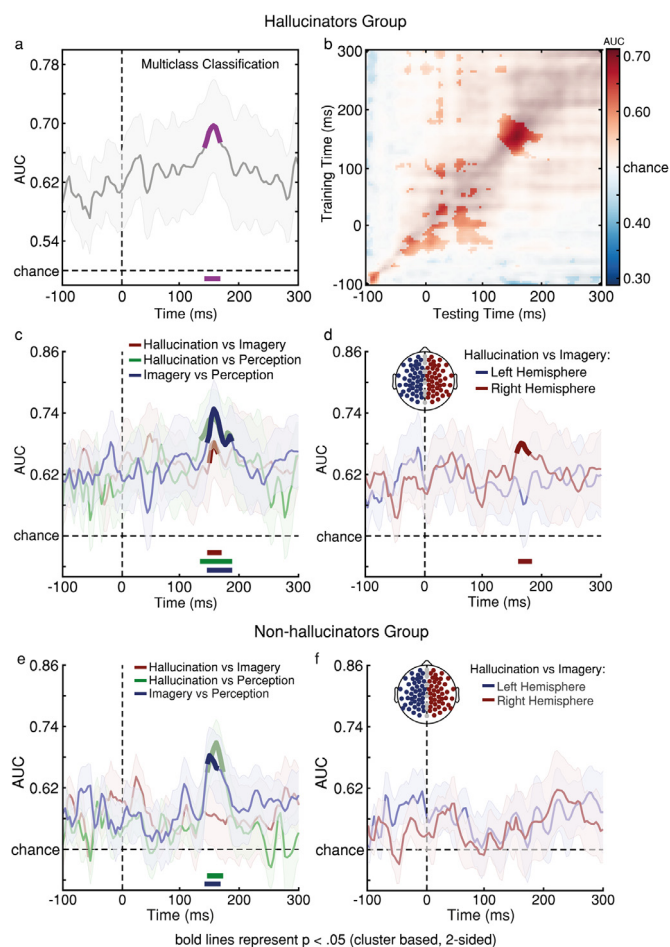 Hallucinators Group
a
Multiclass Classification
0.78
0.70
0.62
0.54
chance
AUC
-100 0 100 200 300
Time (ms)
b
300
200
100
0
-100
Training Time (ms)
-100 0 100 200 300
Testing Time (ms)
AUC
0.70
0.60
chance
0.40
0.30
c
Hallucination vs Imagery
Hallucination vs Perception
Imagery vs Perception
0.86
0.74
0.62
chance
AUC
-100 0 100 200 300
Time (ms)
d
Hallucination vs Imagery:
Left Hemisphere
Right Hemisphere
0.86
0.74
0.62
chance
AUC
-100 0 100 200 300
Time (ms)
Non-hallucinators Group
e
Hallucination vs Imagery
Hallucination vs Perception
Imagery vs Perception
0.86
0.74
0.62
chance
AUC
-100 0 100 200 300
Time (ms)
f
Hallucination vs Imagery:
Left Hemisphere
Right Hemisphere
0.86
0.74
0.62
chance
AUC
-100 0 100 200 300
Time (ms)
bold lines represent p < .05 (cluster based, 2-sided)